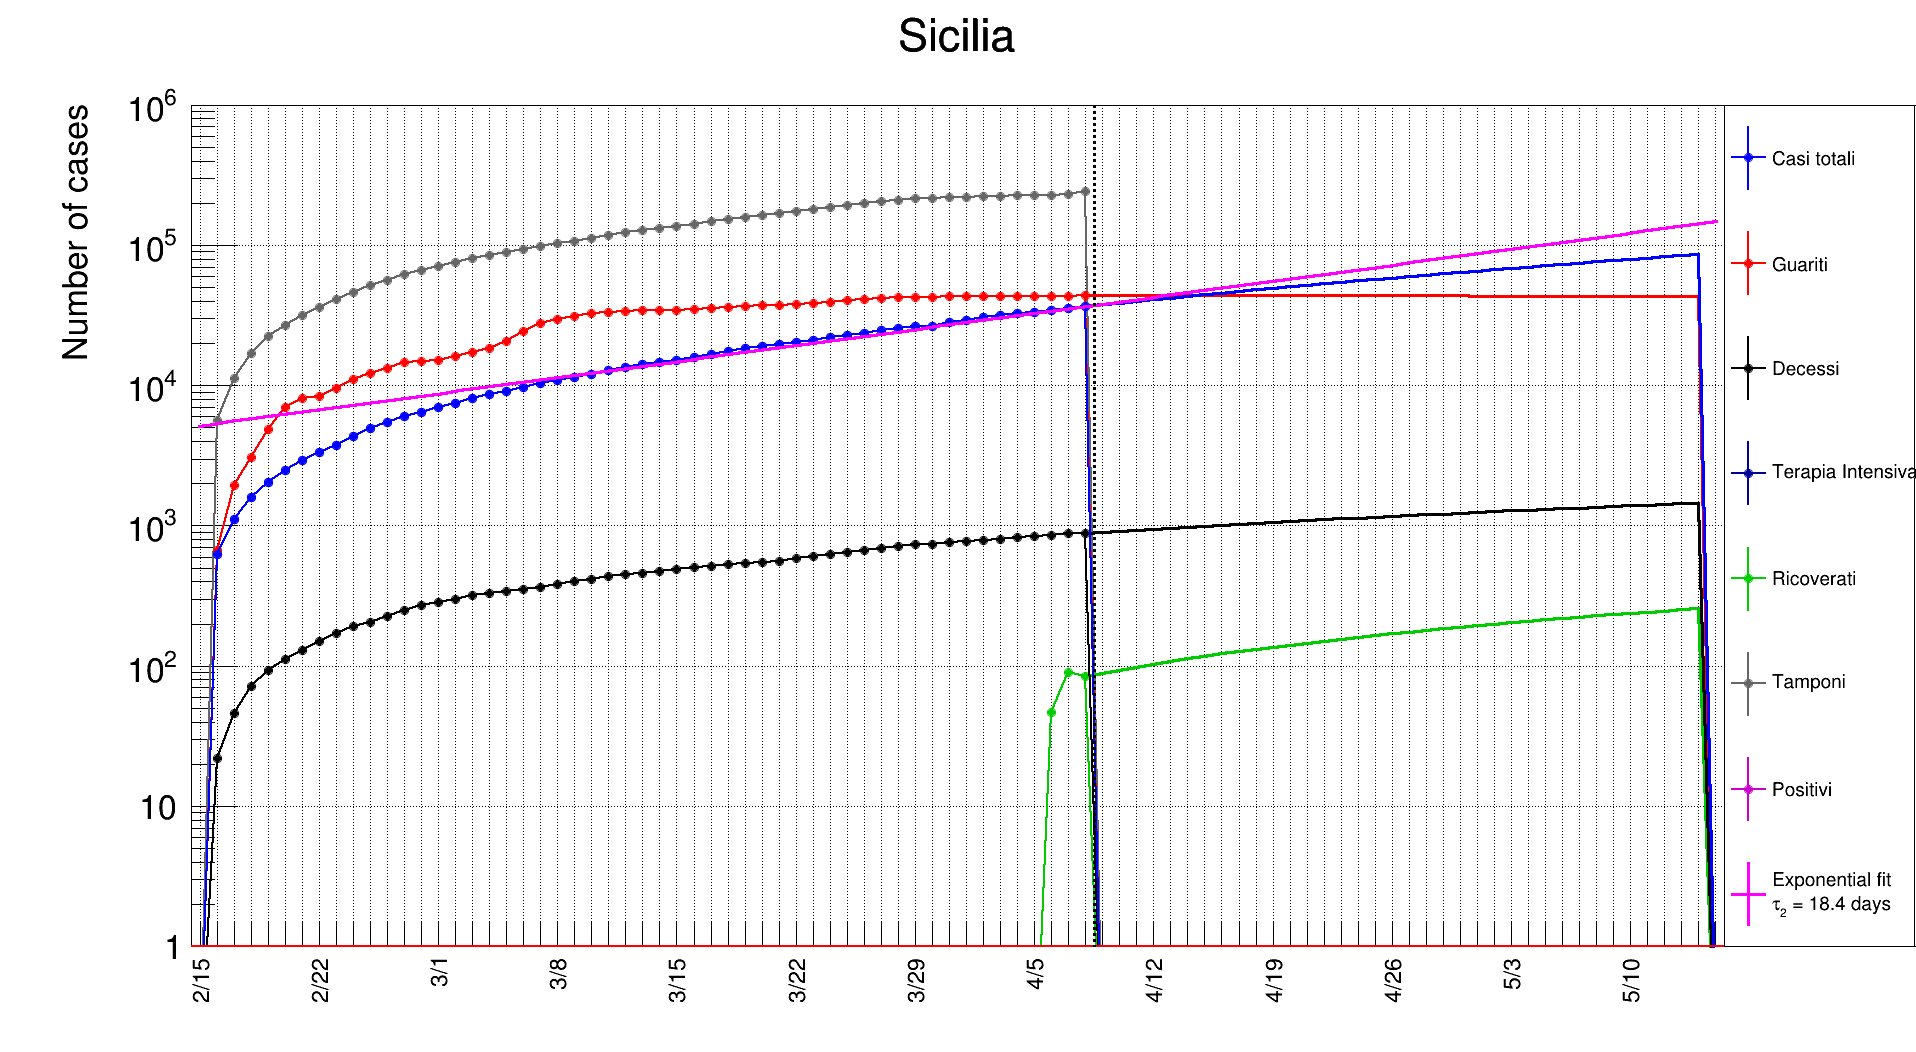 Sicilia
Number of cases
10^6
10^5
10^4
10^3
10^2
10
1
2/15
2/22
3/1
3/8
3/15
3/22
3/29
4/5
4/12
4/19
4/26
5/3
5/10
Casi totali
Guariti
Decessi
Terapia Intensiva
Ricoverati
Tamponi
Positivi
Exponential fit
τ_2 = 18.4 days